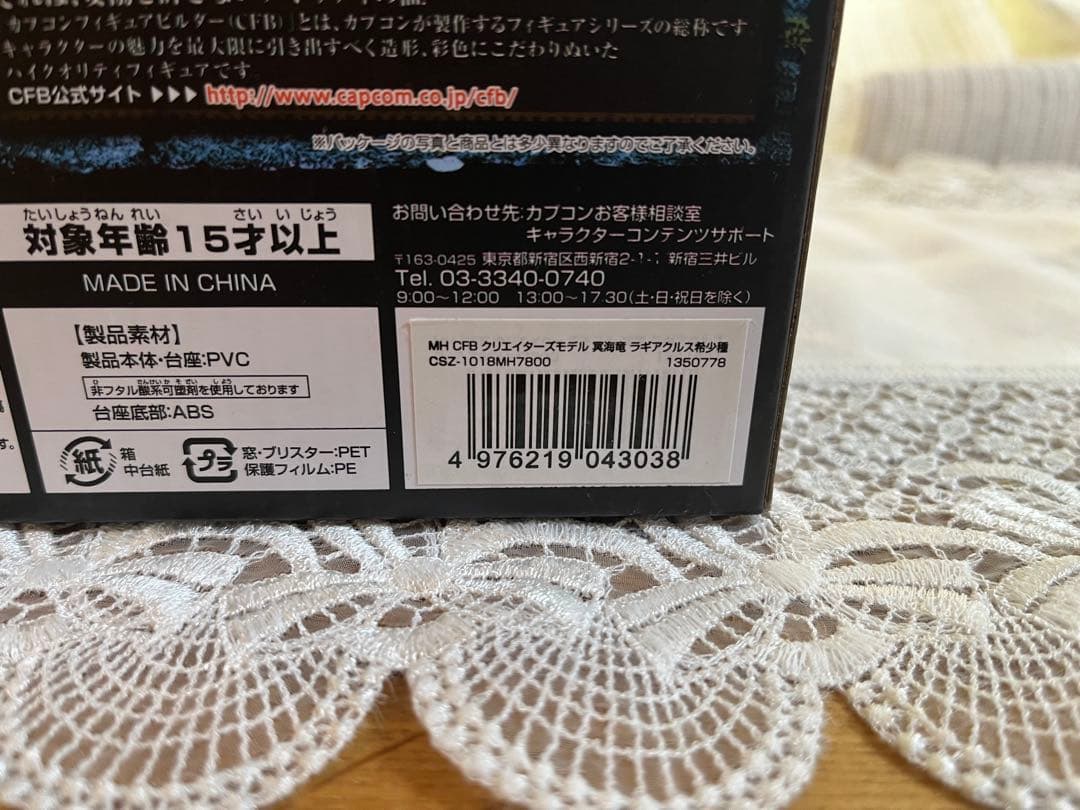 カプコンフィギュアビルダー(CFB)とは、カプコンが製作するフィギュアシリーズの総称です
キャラクターの魅力を最大限に引き出すべく造形、彩色にこだわりぬいた
ハイクオリティフィギュアです
CFB公式サイト ▶▶▶ http://www.capcom.co.jp/cfb/
※パッケージの写真と商品とは多少異なりますのでご了承ください。
たいしょうねんれい さいいじょう
対象年齢15才以上
MADE IN CHINA
【製品素材】
製品本体・台座:PVC
ひ さんけいかそざい しよう
非フタル酸系可塑剤を使用しております
台座底部:ABS
紙 箱
中台紙
プラ 窓・ブリスター:PET
保護フィルム:PE
す。
お問い合わせ先:カプコンお客様相談室
キャラクターコンテンツサポート
〒163-0425 東京都新宿区西新宿2-1-1 新宿三井ビル
Tel. 03-3340-0740
9:00～12:00 13:00～17:30(土・日・祝日を除く)
MH CFB クリエイターズモデル 冥海竜 ラギアクルス希少種
CSZ-1018MH7800 1350778
4 976219 043038